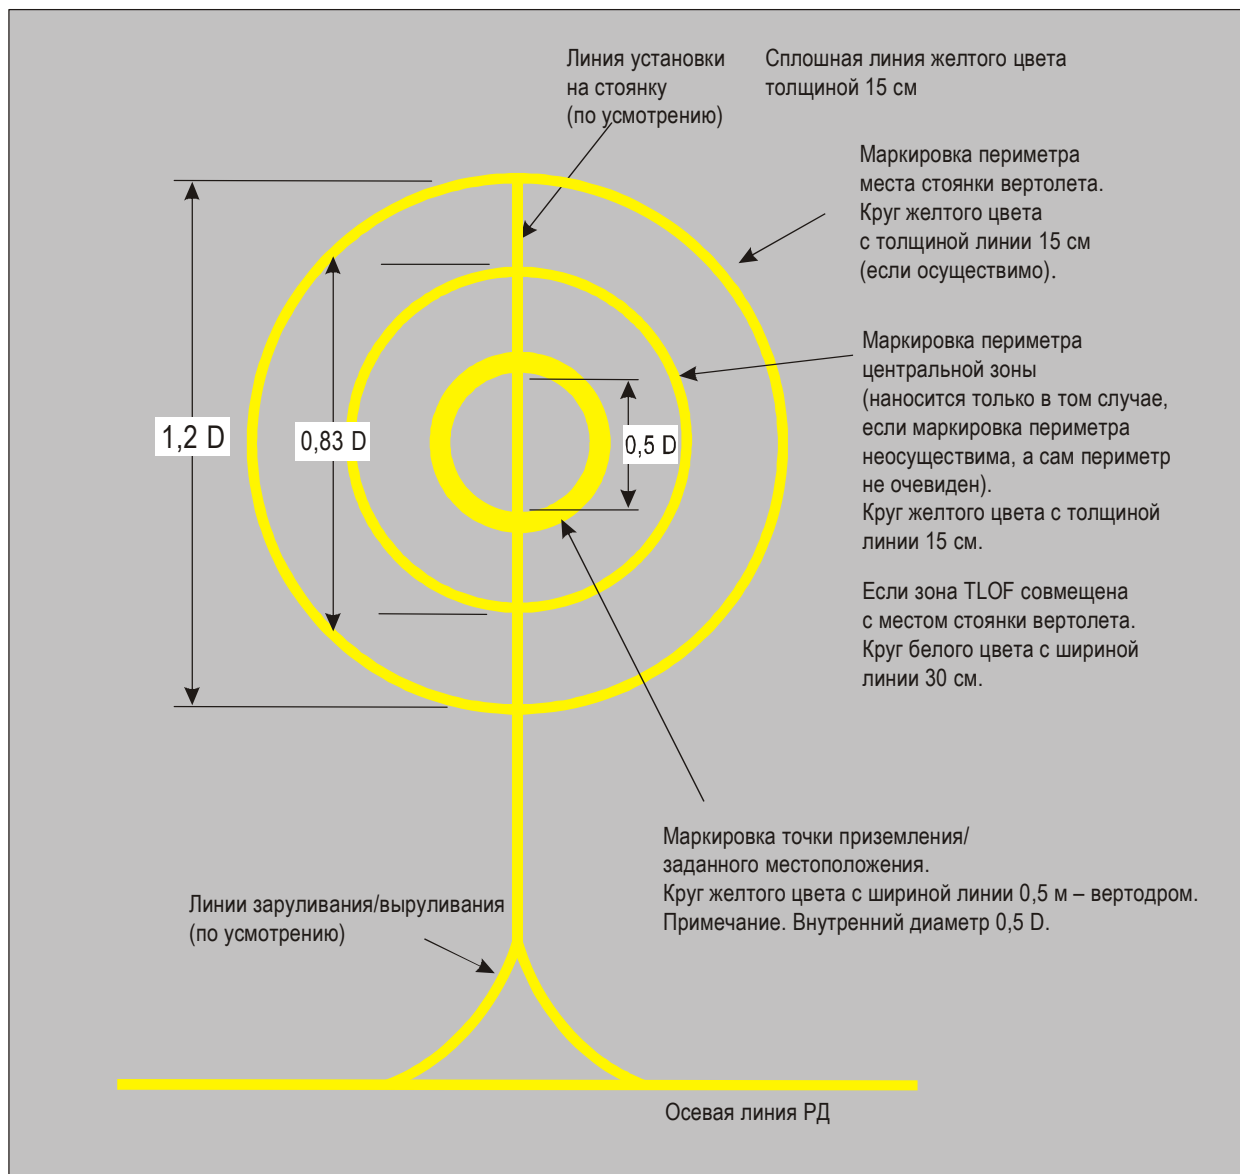 Линия установки
на стоянку
(по усмотрению)
Сплошная линия желтого цвета
толщиной 15 см
Маркировка периметра
места стоянки вертолета.
Круг желтого цвета
с толщиной линии 15 см
(если осуществимо).
Маркировка периметра
центральной зоны
(наносится только в том случае,
если маркировка периметра
неосуществима, а сам периметр
не очевиден).
Круг желтого цвета с толщиной
линии 15 см.
Если зона TLOF совмещена
с местом стоянки вертолета.
Круг белого цвета с шириной
линии 30 см.
1,2 D
0,83 D
0,5 D
Маркировка точки приземления/
заданного местоположения.
Круг желтого цвета с шириной линии 0,5 м – вертодром.
Примечание. Внутренний диаметр 0,5 D.
Линии заруливания/выруливания
(по усмотрению)
Осевая линия РД